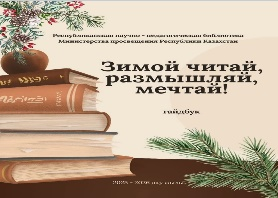 Республиканская научно - педагогическая библиотека
Министерства просвещения Республики Казахстан
Зимой читай,
размышляй,
мечтай!
гайдбук